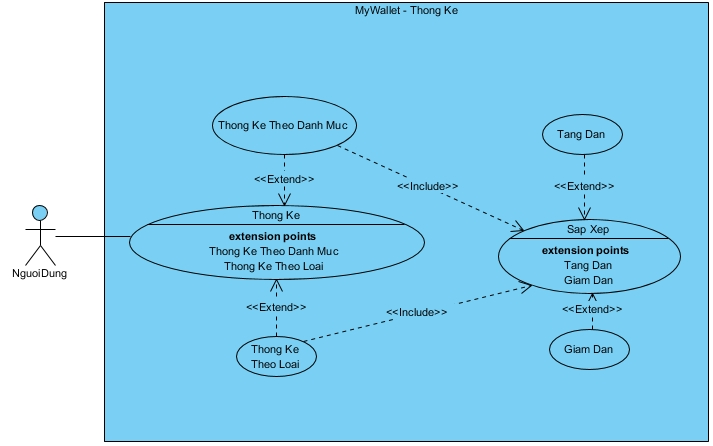 MyWallet - Thong Ke
Thong Ke Theo Danh Muc
Tang Dan
<<Extend>>
<<Include>>
<<Extend>>
Thong Ke
extension points
Thong Ke Theo Danh Muc
Thong Ke Theo Loai
Sap Xep
extension points
Tang Dan
Giam Dan
NguoiDung
<<Extend>>
<<Include>>
<<Extend>>
Thong Ke
Theo Loai
Giam Dan